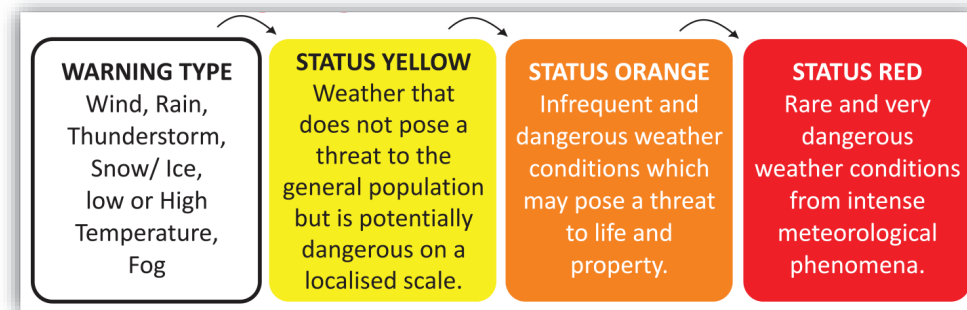 WARNING TYPE
Wind, Rain,
Thunderstorm,
Snow/ Ice,
low or High
Temperature,
Fog
STATUS YELLOW
Weather that
does not pose a
threat to the
general population
but is potentially
dangerous on a
localised scale.
STATUS ORANGE
Infrequent and
dangerous weather
conditions which
may pose a threat
to life and
property.
STATUS RED
Rare and very
dangerous
weather conditions
from intense
meteorological
phenomena.